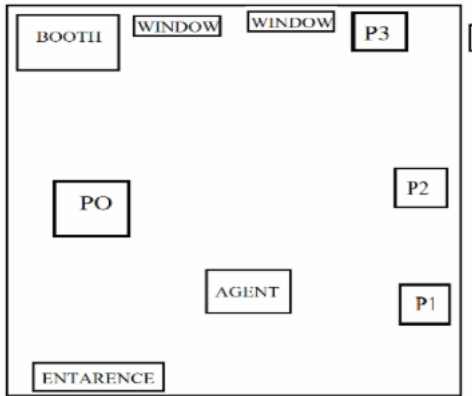 BOOTH
WINDOW
WINDOW
P3
P2
PO
AGENT
P1
ENTARENCE